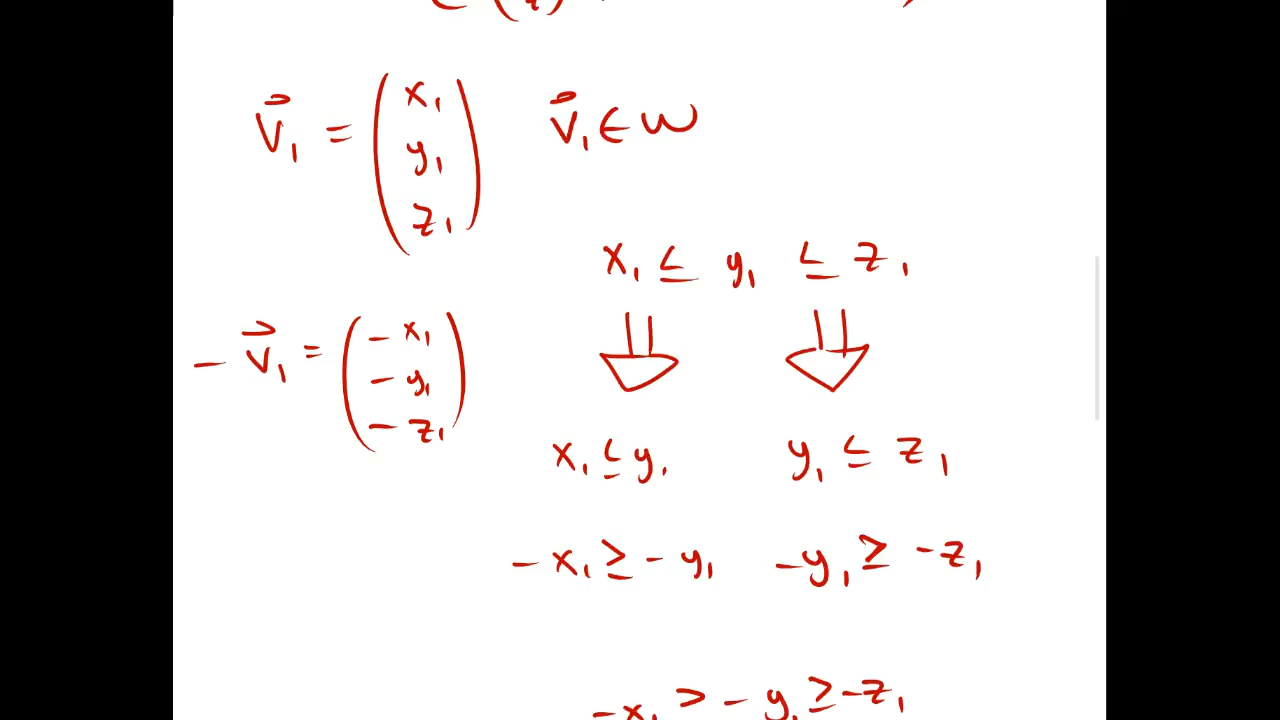 v⃗₁ = (x₁ y₁ z₁) v⃗₁ ∈ W
x₁ ≤ y₁ ≤ z₁
- v⃗₁ = (-x₁ -y₁ -z₁)
x₁ ≤ y₁ y₁ ≤ z₁
-x₁ ≥ -y₁ -y₁ ≥ -z₁
-x₁ > -y₁ ≥ -z₁